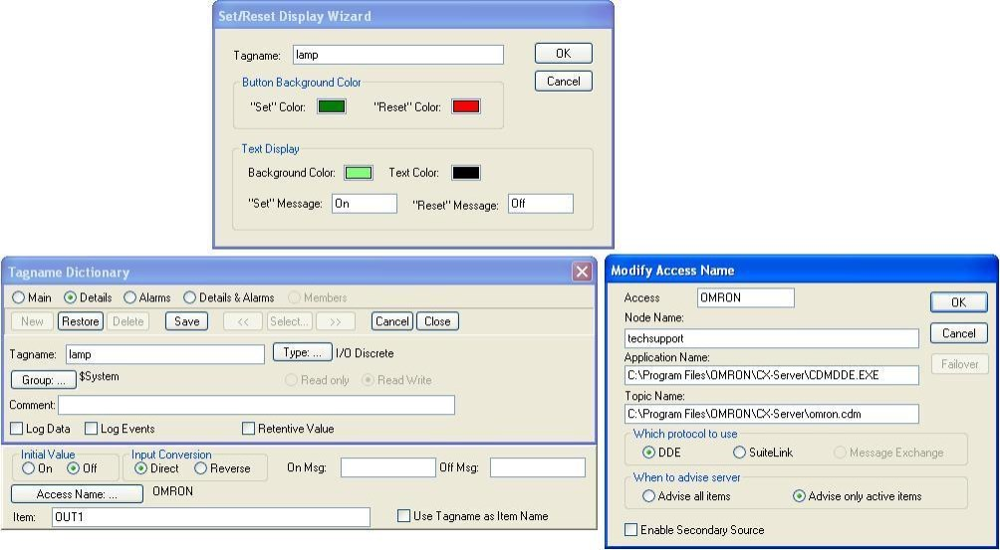 Set/Reset Display Wizard
Tagname: lamp OK
Cancel
Button Background Color
"Set" Color: "Reset" Color:
Text Display
Background Color: Text Color:
"Set" Message: On "Reset" Message: Off
Tagname Dictionary
Main Details Alarms Details & Alarms Members
New Restore Delete Save << Select... >> Cancel Close
Tagname: lamp Type: ... I/O Discrete
Group: ... $System Read only Read Write
Comment:
Log Data Log Events Retentive Value
Initial Value Input Conversion
On Off Direct Reverse On Msg: Off Msg:
Access Name: ... OMRON
Item: OUT1 Use Tagname as Item Name
Modify Access Name
Access OMRON OK
Node Name:
techsupport Cancel
Application Name:
C:\Program Files\OMRON\CX-Server\CDMDDE.EXE Failover
Topic Name:
C:\Program Files\OMRON\CX-Server\omron.cdm
Which protocol to use
DDE SuiteLink Message Exchange
When to advise server
Advise all items Advise only active items
Enable Secondary Source